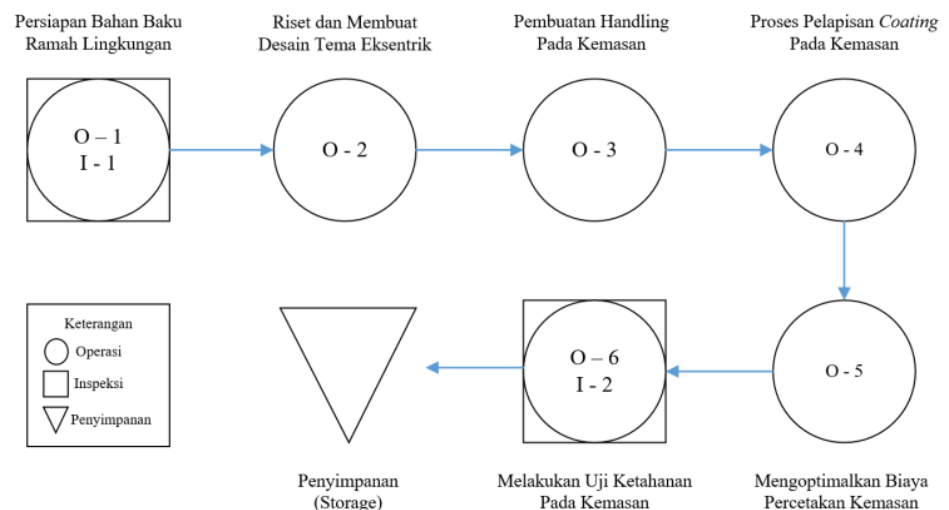 Persiapan Bahan Baku
Ramah Lingkungan
Riset dan Membuat
Desain Tema Eksentrik
Pembuatan Handling
Pada Kemasan
Proses Pelapisan Coating
Pada Kemasan
O – 1
I - 1
O - 2
O - 3
O - 4
Keterangan
Operasi
Inspeksi
Penyimpanan
O – 6
I - 2
O - 5
Penyimpanan
(Storage)
Melakukan Uji Ketahanan
Pada Kemasan
Mengoptimalkan Biaya
Percetakan Kemasan